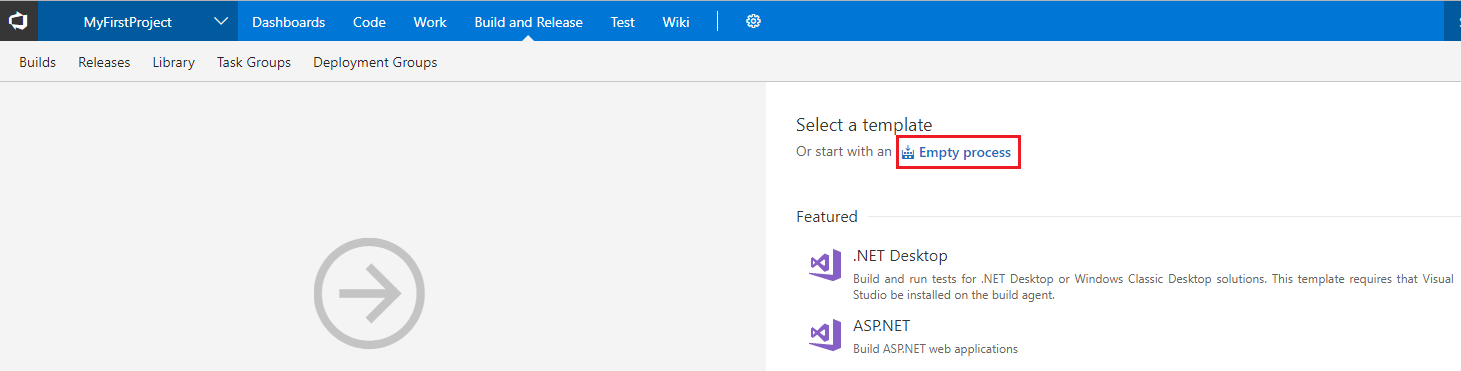 MyFirstProject Dashboards Code Work Build and Release Test Wiki
Builds Releases Library Task Groups Deployment Groups
Select a template
Or start with an Empty process
Featured
.NET Desktop
Build and run tests for .NET Desktop or Windows Classic Desktop solutions. This template requires that Visual
Studio be installed on the build agent.
ASP.NET
Build ASP.NET web applications